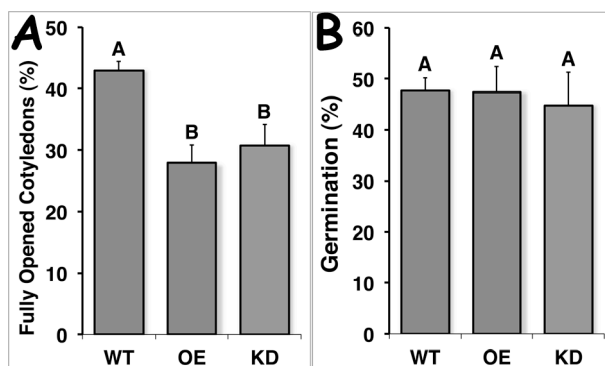 A
Fully Opened Cotyledons (%)
50
40
30
20
10
0
A
B
B
WT OE KD
B
Germination (%)
60
50
40
30
20
10
0
A
A
A
WT OE KD